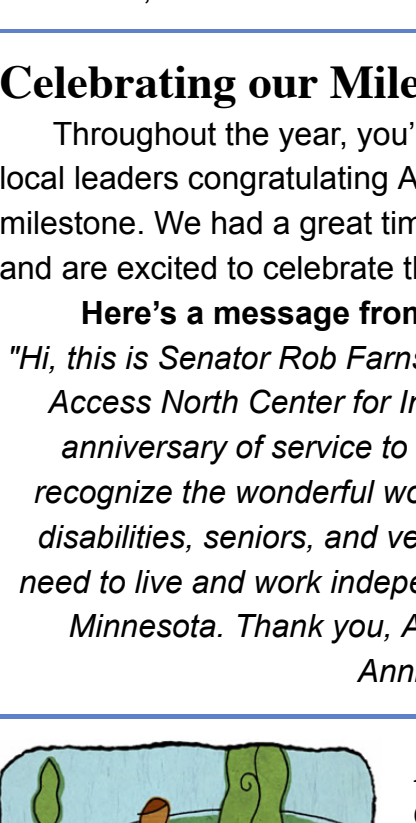 Celebrating our Mile
Throughout the year, you'
local leaders congratulating A
milestone. We had a great tim
and are excited to celebrate th
Here's a message from
"Hi, this is Senator Rob Farns
Access North Center for In
anniversary of service to
recognize the wonderful wo
disabilities, seniors, and ve
need to live and work indepe
Minnesota. Thank you, A
Anni